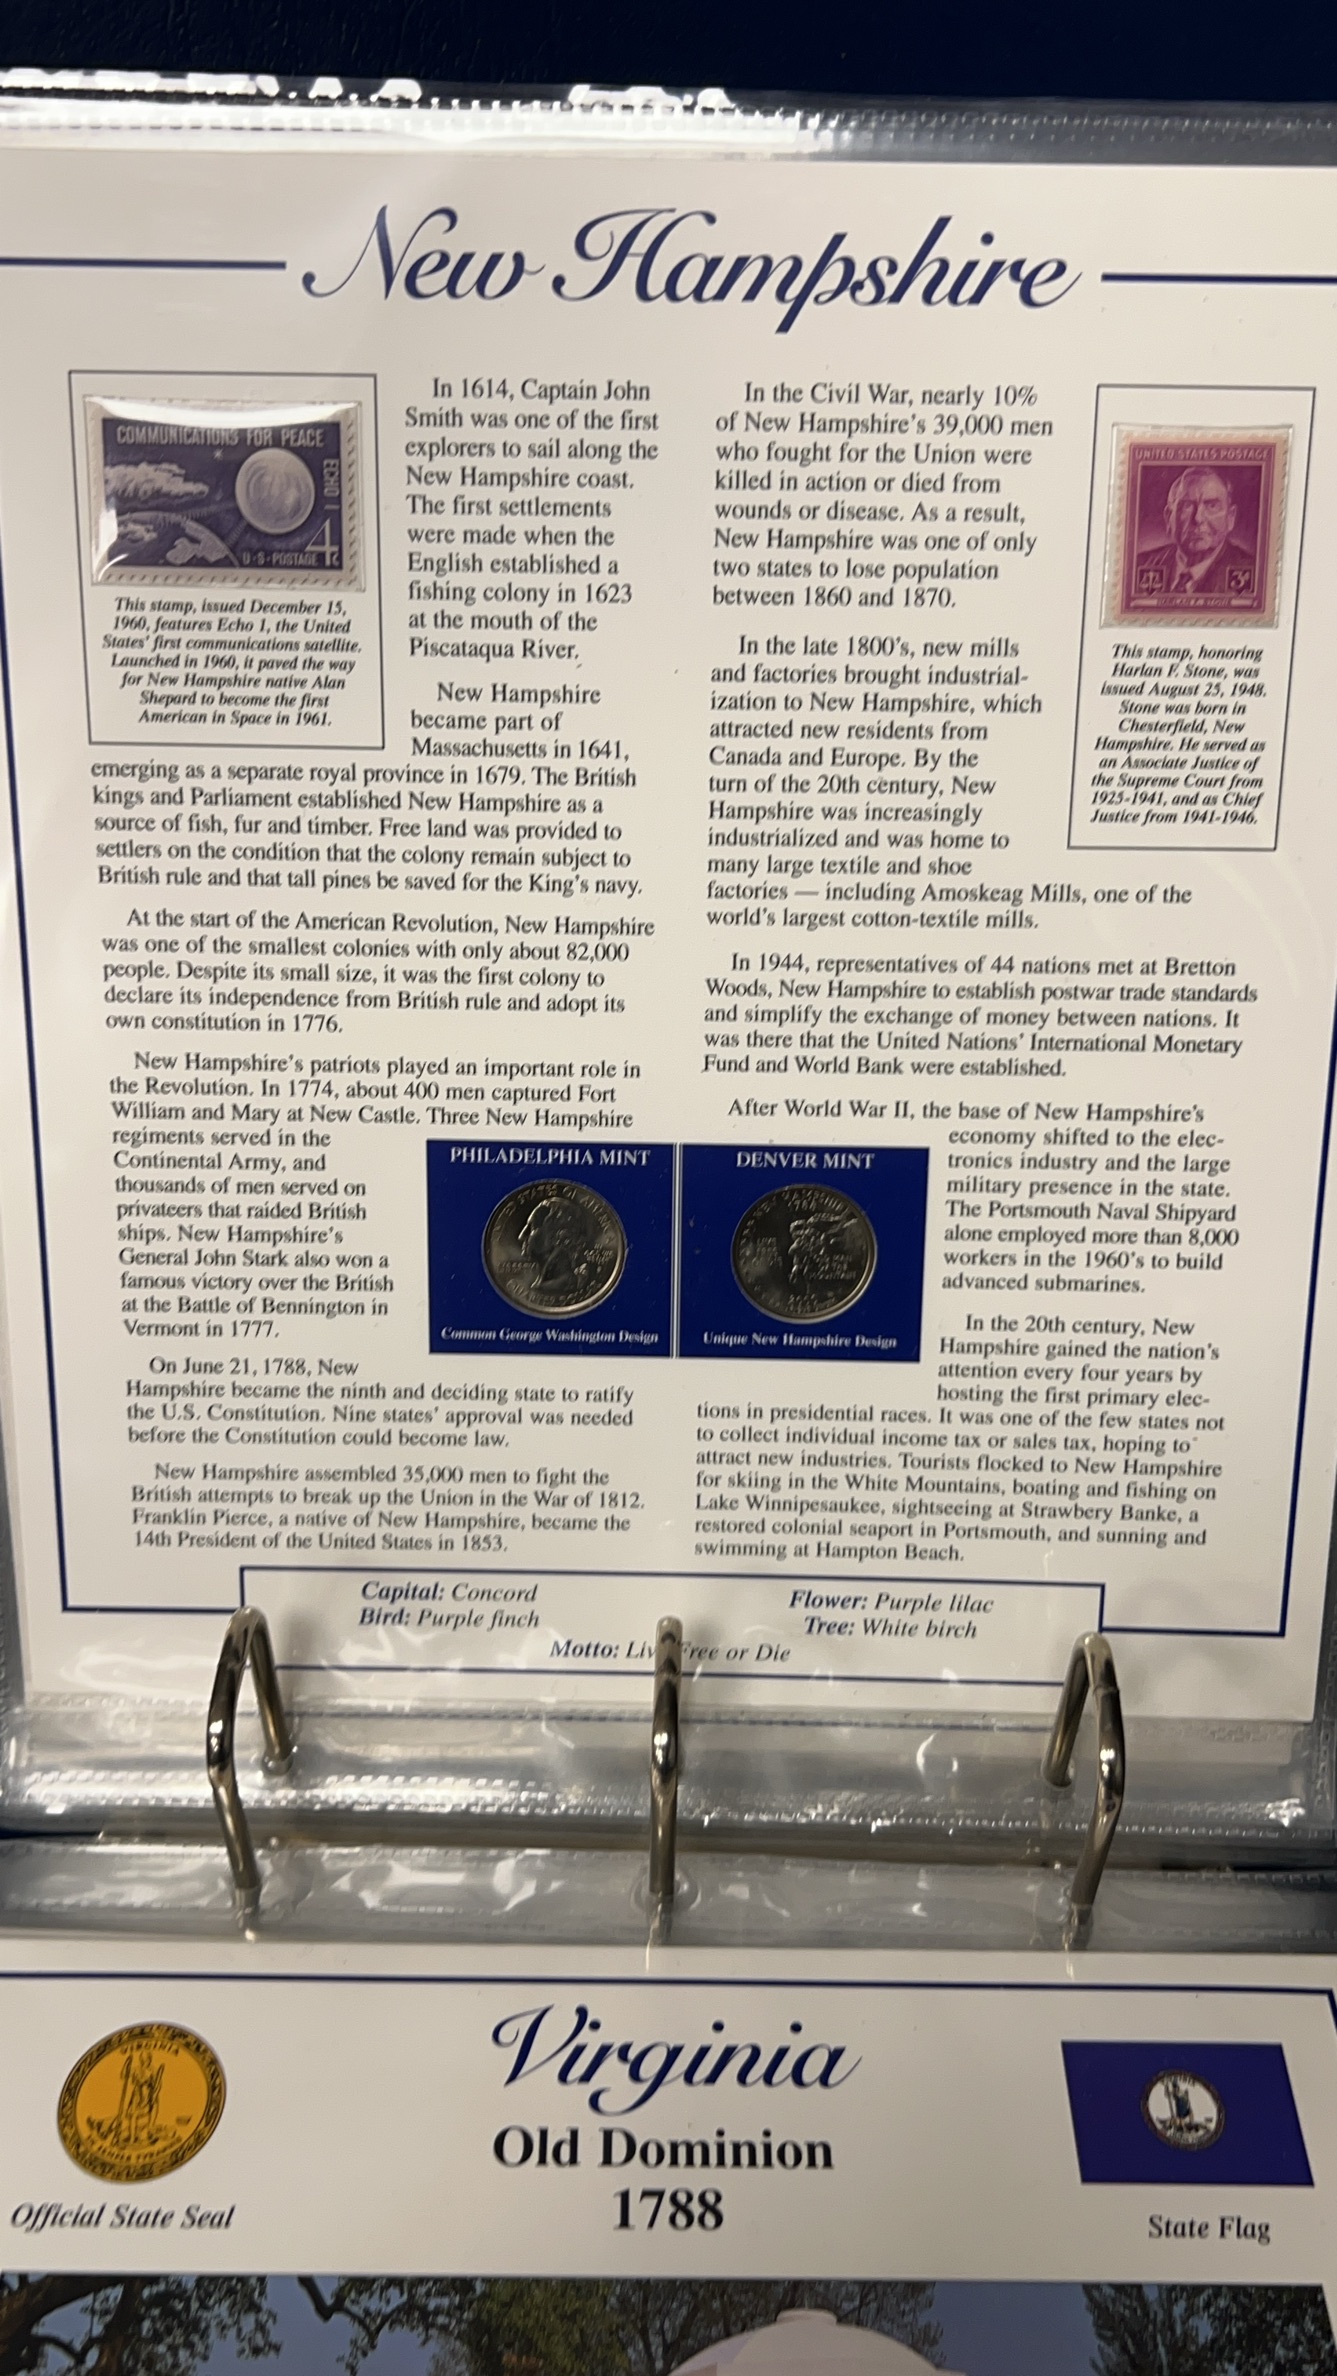 New Hampshire
COMMUNICATIONS FOR PEACE
ECHO I
4c
U·S·POSTAGE
This stamp, issued December 15,
1960, features Echo 1, the United
States' first communications satellite.
Launched in 1960, it paved the way
for New Hampshire native Alan
Shepard to become the first
American in Space in 1961.
In 1614, Captain John
Smith was one of the first
explorers to sail along the
New Hampshire coast.
The first settlements
were made when the
English established a
fishing colony in 1623
at the mouth of the
Piscataqua River.
New Hampshire
became part of
Massachusetts in 1641,
emerging as a separate royal province in 1679. The British
kings and Parliament established New Hampshire as a
source of fish, fur and timber. Free land was provided to
settlers on the condition that the colony remain subject to
British rule and that tall pines be saved for the King's navy.
At the start of the American Revolution, New Hampshire
was one of the smallest colonies with only about 82,000
people. Despite its small size, it was the first colony to
declare its independence from British rule and adopt its
own constitution in 1776.
New Hampshire's patriots played an important role in
the Revolution. In 1774, about 400 men captured Fort
William and Mary at New Castle. Three New Hampshire
regiments served in the
Continental Army, and
thousands of men served on
privateers that raided British
ships. New Hampshire's
General John Stark also won a
famous victory over the British
at the Battle of Bennington in
Vermont in 1777.
On June 21, 1788, New
Hampshire became the ninth and deciding state to ratify
the U.S. Constitution. Nine states' approval was needed
before the Constitution could become law.
New Hampshire assembled 35,000 men to fight the
British attempts to break up the Union in the War of 1812.
Franklin Pierce, a native of New Hampshire, became the
14th President of the United States in 1853.
In the Civil War, nearly 10%
of New Hampshire's 39,000 men
who fought for the Union were
killed in action or died from
wounds or disease. As a result,
New Hampshire was one of only
two states to lose population
between 1860 and 1870.
In the late 1800's, new mills
and factories brought industrial-
ization to New Hampshire, which
attracted new residents from
Canada and Europe. By the
turn of the 20th century, New
Hampshire was increasingly
industrialized and was home to
many large textile and shoe
factories — including Amoskeag Mills, one of the
world's largest cotton-textile mills.
In 1944, representatives of 44 nations met at Bretton
Woods, New Hampshire to establish postwar trade standards
and simplify the exchange of money between nations. It
was there that the United Nations' International Monetary
Fund and World Bank were established.
After World War II, the base of New Hampshire's
economy shifted to the elec-
tronics industry and the large
military presence in the state.
The Portsmouth Naval Shipyard
alone employed more than 8,000
workers in the 1960's to build
advanced submarines.
In the 20th century, New
Hampshire gained the nation's
attention every four years by
hosting the first primary elec-
tions in presidential races. It was one of the few states not
to collect individual income tax or sales tax, hoping to
attract new industries. Tourists flocked to New Hampshire
for skiing in the White Mountains, boating and fishing on
Lake Winnipesaukee, sightseeing at Strawbery Banke, a
restored colonial seaport in Portsmouth, and sunning and
swimming at Hampton Beach.
UNITED STATES POSTAGE
3¢
HARLAN F. STONE
This stamp, honoring
Harlan F. Stone, was
issued August 25, 1948.
Stone was born in
Chesterfield, New
Hampshire. He served as
an Associate Justice of
the Supreme Court from
1925-1941, and as Chief
Justice from 1941-1946.
PHILADELPHIA MINT
Common George Washington Design
DENVER MINT
NEW HAMPSHIRE
1788
Unique New Hampshire Design
Capital: Concord
Bird: Purple finch
Flower: Purple lilac
Tree: White birch
Motto: Liv Free or Die
Virginia
Old Dominion
1788
VIRGINIA
Official State Seal
State Flag